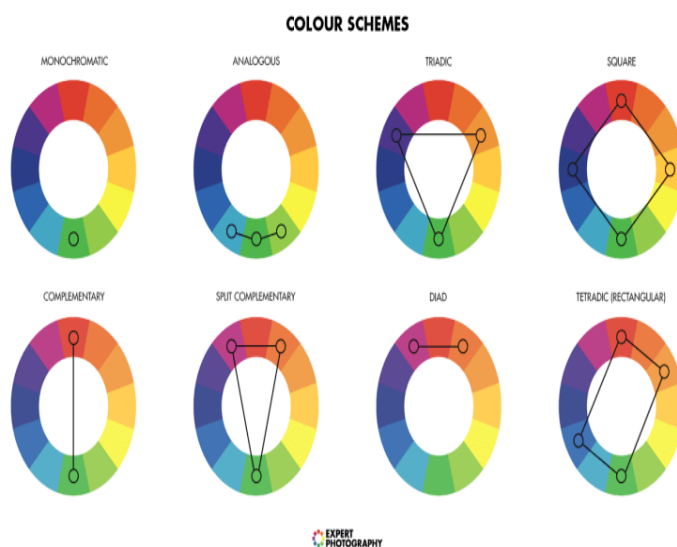 COLOUR SCHEMES
MONOCHROMATIC
ANALOGOUS
TRIADIC
SQUARE
COMPLEMENTARY
SPLIT COMPLEMENTARY
DIAD
TETRADIC (RECTANGULAR)
EXPERT
PHOTOGRAPHY